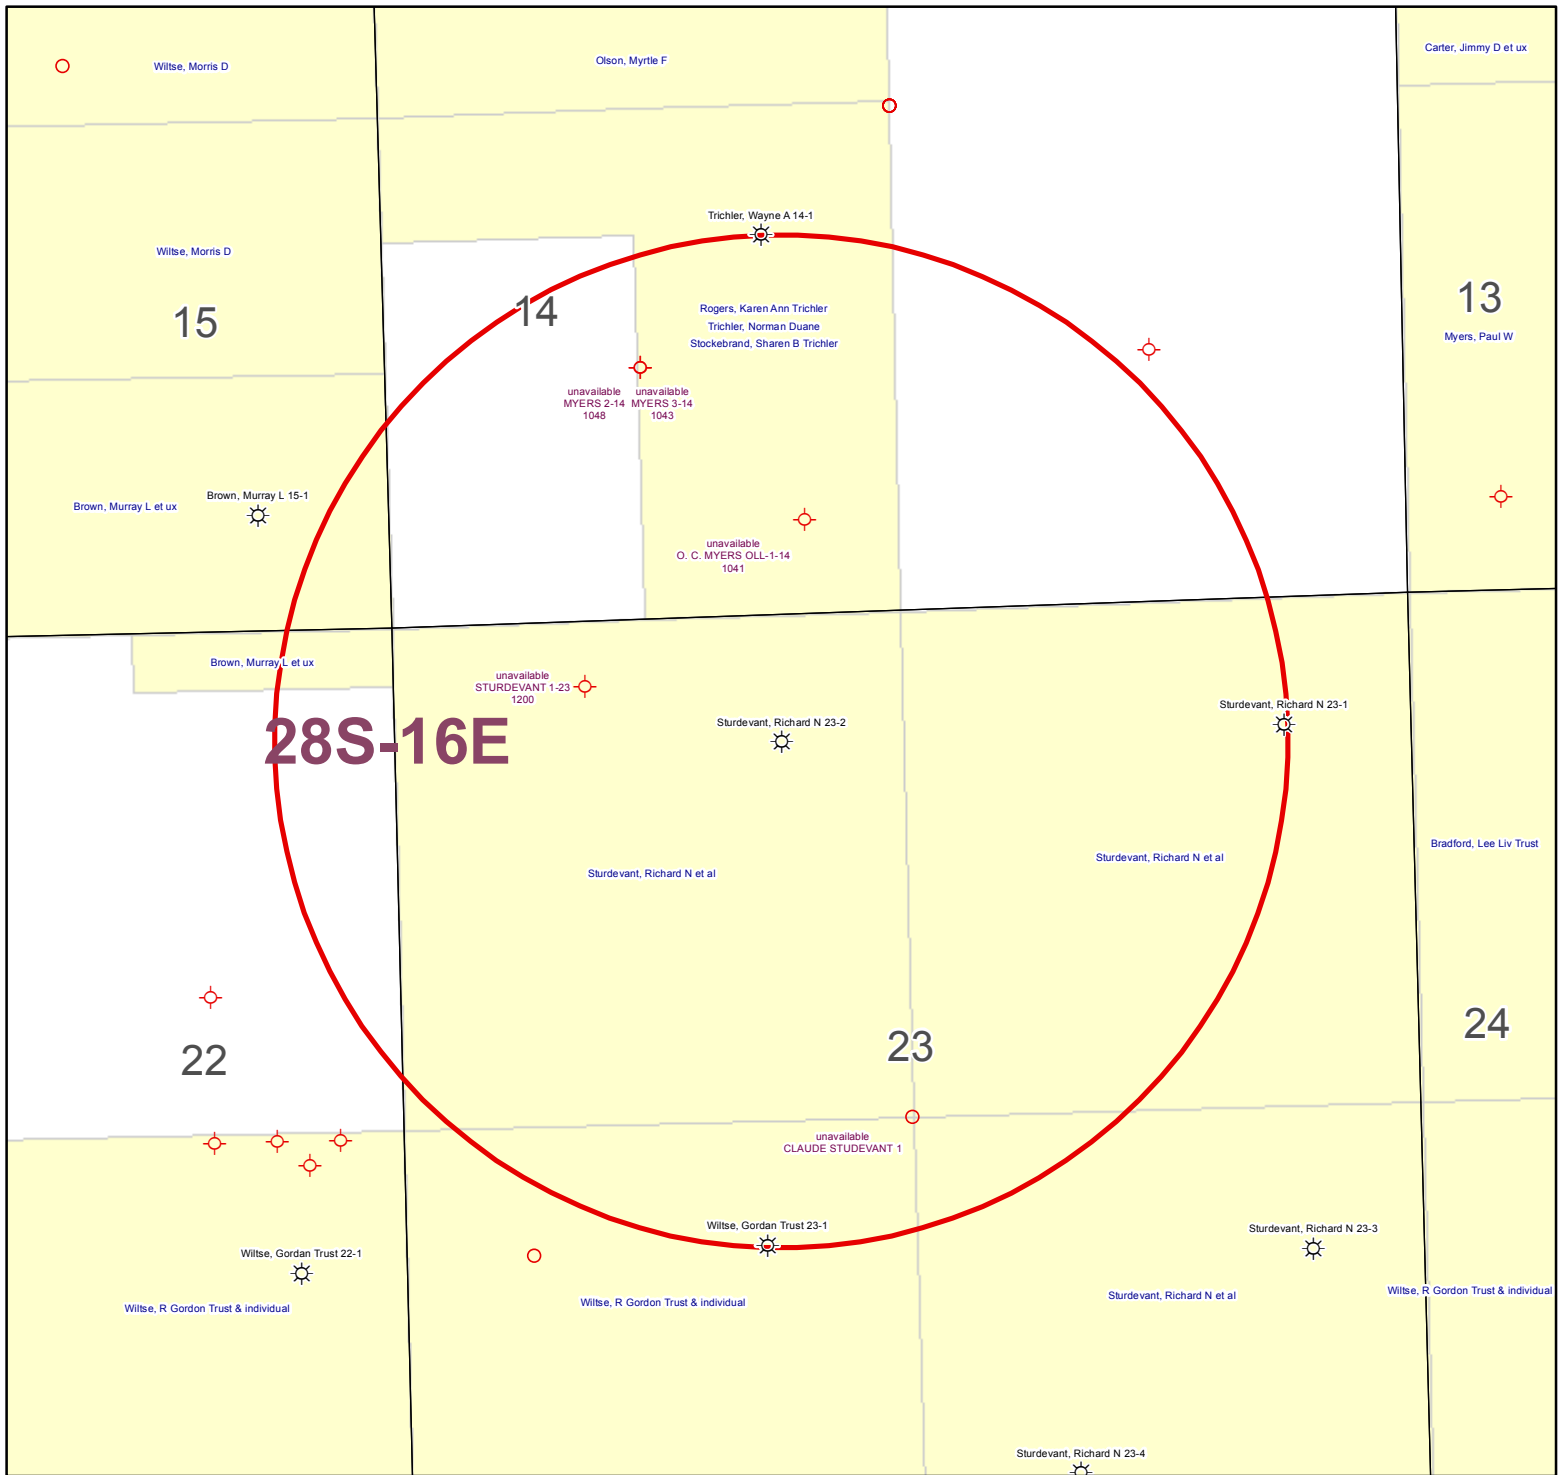 Carter, Jimmy D et ux
Olson, Myrtle F
Wiltse, Morris D
Trichler, Wayne A 14-1
Wiltse, Morris D
13
14
Rogers, Karen Ann Trichler
Trichler, Norman Duane
Stockebrand, Sharen B Trichler
15
Myers, Paul W
unavailable
MYERS 2-14
1048
unavailable
MYERS 3-14
1043
Brown, Murray L 15-1
Brown, Murray L et ux
unavailable
O. C. MYERS OLL-1-14
1041
Brown, Murray L et ux
unavailable
STURDEVANT 1-23
1200
Sturdevant, Richard N 23-1
Sturdevant, Richard N 23-2
28S-16E
Bradford, Lee Liv Trust
Sturdevant, Richard N et al
Sturdevant, Richard N et al
24
23
22
unavailable
CLAUDE STUDEVANT 1
Wiltse, Gordan Trust 23-1
Sturdevant, Richard N 23-3
Wiltse, Gordan Trust 22-1
Wiltse, R Gordon Trust & individual
Sturdevant, Richard N et al
Wiltse, R Gordon Trust & individual
Wiltse, R Gordon Trust & individual
Sturdevant, Richard N 23-4